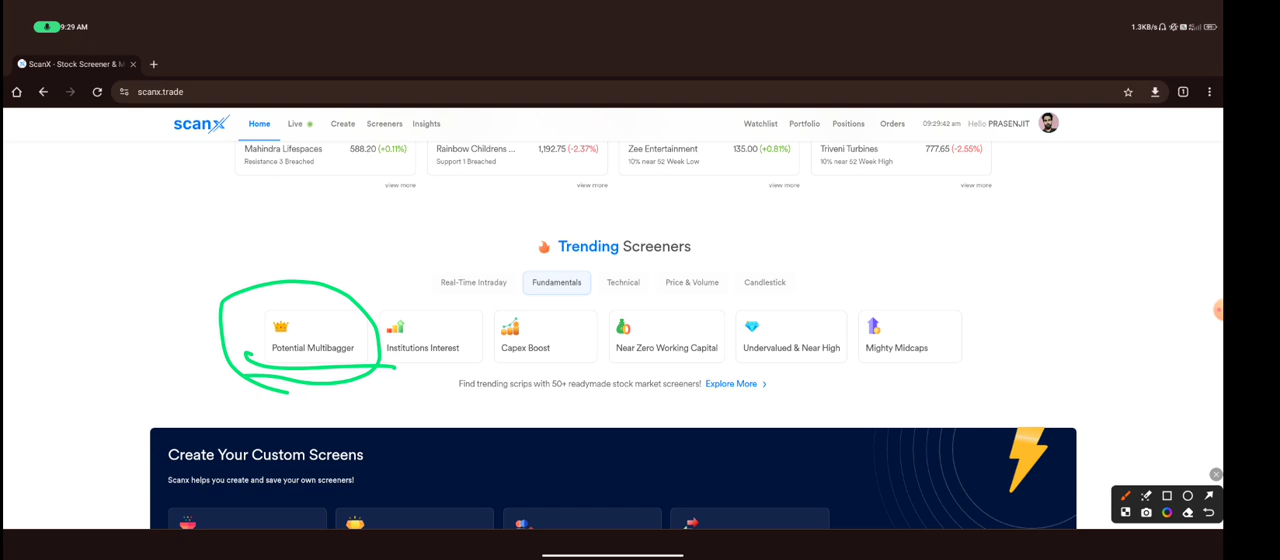 9:29 AM
1.3KB/s
ScanX - Stock Screener & M
scanx.trade
1
scanX Home Live Create Screeners Insights Watchlist Portfolio Positions Orders 09:29:42 am Hello PRASENJIT
Mahindra Lifespaces 588.20 (+0.11%) Rainbow Childrens ... 1,192.75 (-2.37%) Zee Entertainment 135.00 (+0.81%) Triveni Turbines 777.65 (-2.55%)
Resistance 3 Breached Support 1 Breached 10% near 52 Week Low 10% near 52 Week High
view more view more view more view more
Trending Screeners
Real-Time Intraday Fundamentals Technical Price & Volume Candlestick
Potential Multibagger Institutions Interest Capex Boost Near Zero Working Capital Undervalued & Near High Mighty Midcaps
Find trending scrips with 50+ readymade stock market screeners! Explore More
Create Your Custom Screens
Scanx helps you create and save your own screeners!